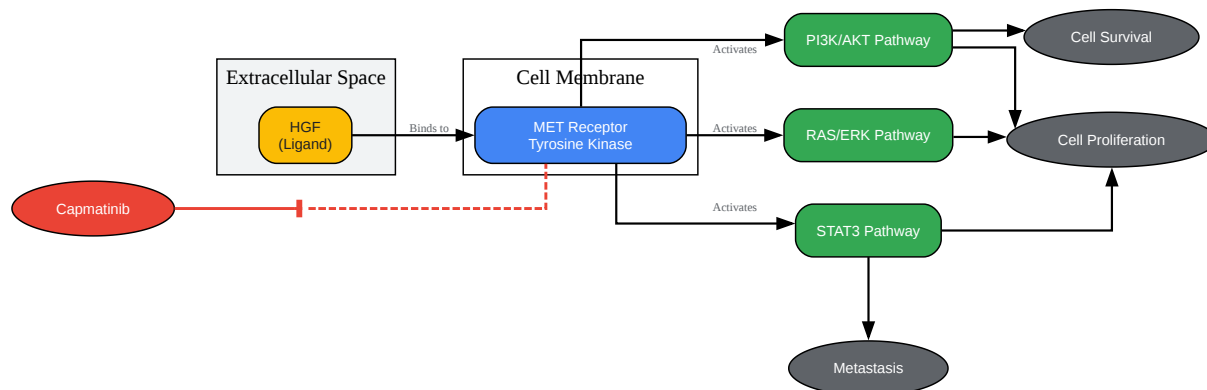 PI3K/AKT Pathway
Cell Survival
Activates
Extracellular Space
Cell Membrane
HGF
(Ligand)
Binds to
MET Receptor
Tyrosine Kinase
Activates
RAS/ERK Pathway
Cell Proliferation
Capmatinib
Activates
STAT3 Pathway
Metastasis